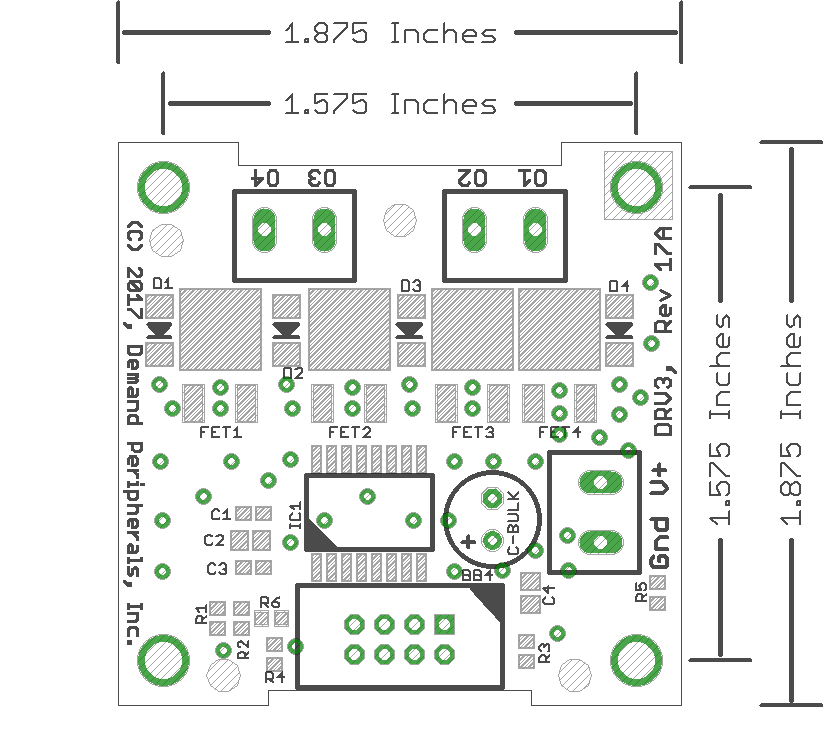 1.875 Inches
1.575 Inches
O4
O3
O2
O1
(C) 2017, Demand Peripherals, Inc.
DRV3, Rev 17A
D1
D3
D4
D2
FET1
FET2
FET3
FET4
IC1
C-BULK
+
Gnd V+
C1
C2
C3
BB4
C4
R5
R1
R6
R2
R3
R4
1.575 Inches
1.875 Inches